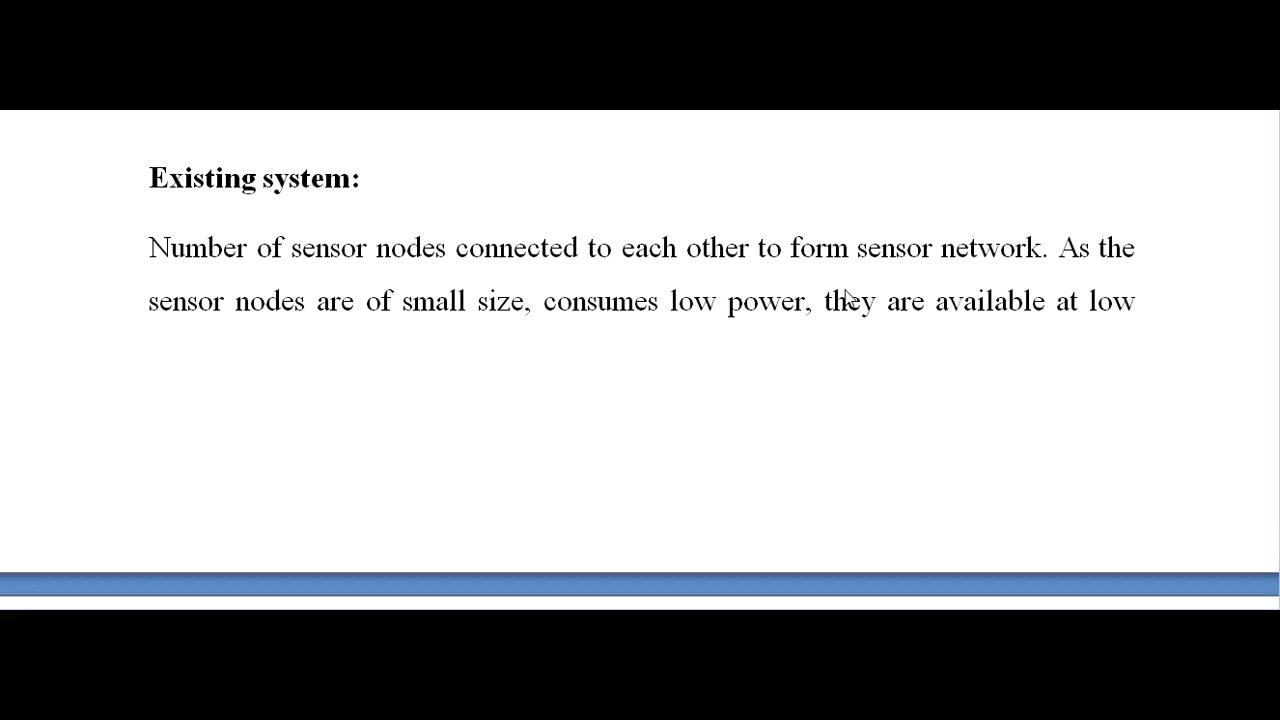 Existing system:
Number of sensor nodes connected to each other to form sensor network. As the
sensor nodes are of small size, consumes low power, they are available at low